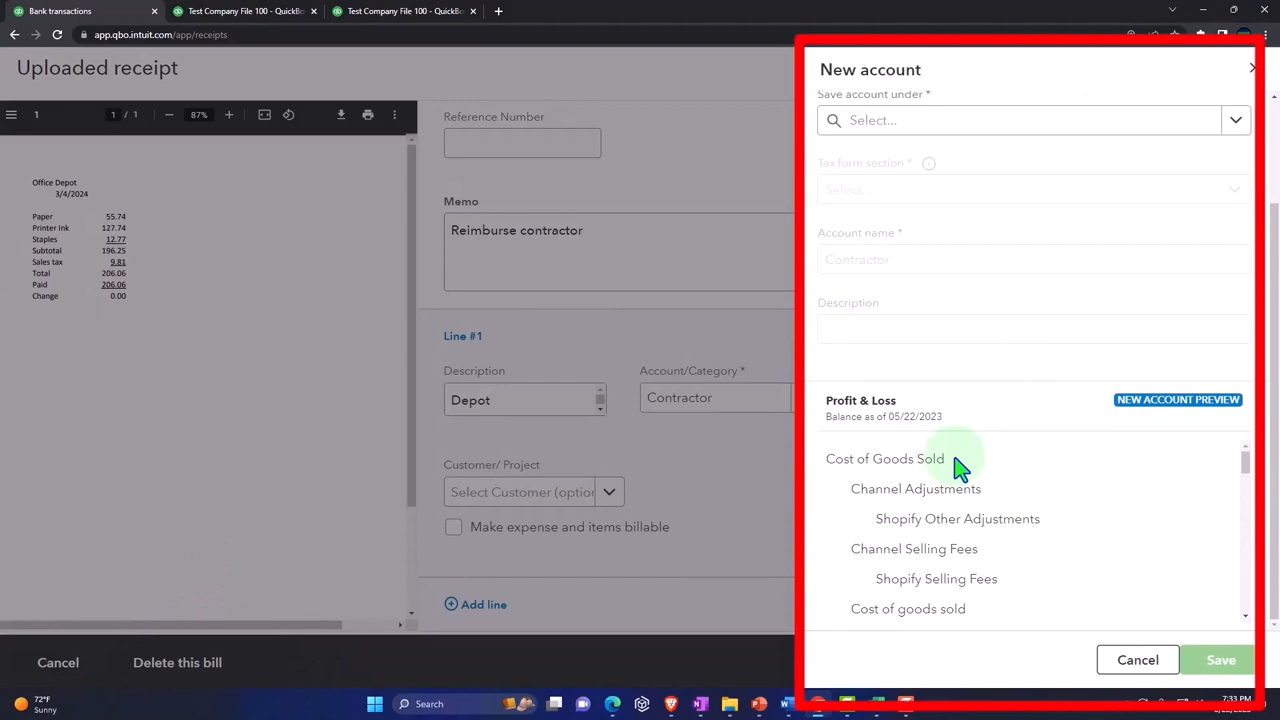 Bank transactions
Test Company File 100 - QuickBo
Test Company File 100 - QuickBo
app.qbo.intuit.com/app/receipts
Uploaded receipt
1
1 / 1
87%
Office Depot
3/4/2024
Paper 55.74
Printer Ink 127.74
Staples 12.77
Subtotal 196.25
Sales tax 9.81
Total 206.06
Paid 206.06
Change 0.00
Reference Number
Memo
Reimburse contractor
Line #1
Description
Account/Category *
Depot
Contractor
Customer/ Project
Select Customer (option
Make expense and items billable
Add line
Cancel
Delete this bill
New account
Save account under *
Select...
Tax form section *
Select...
Account name *
Contractor
Description
Profit & Loss
NEW ACCOUNT PREVIEW
Balance as of 05/22/2023
Cost of Goods Sold
Channel Adjustments
Shopify Other Adjustments
Channel Selling Fees
Shopify Selling Fees
Cost of goods sold
Cancel
Save
72°F
Sunny
Search
7:33 PM